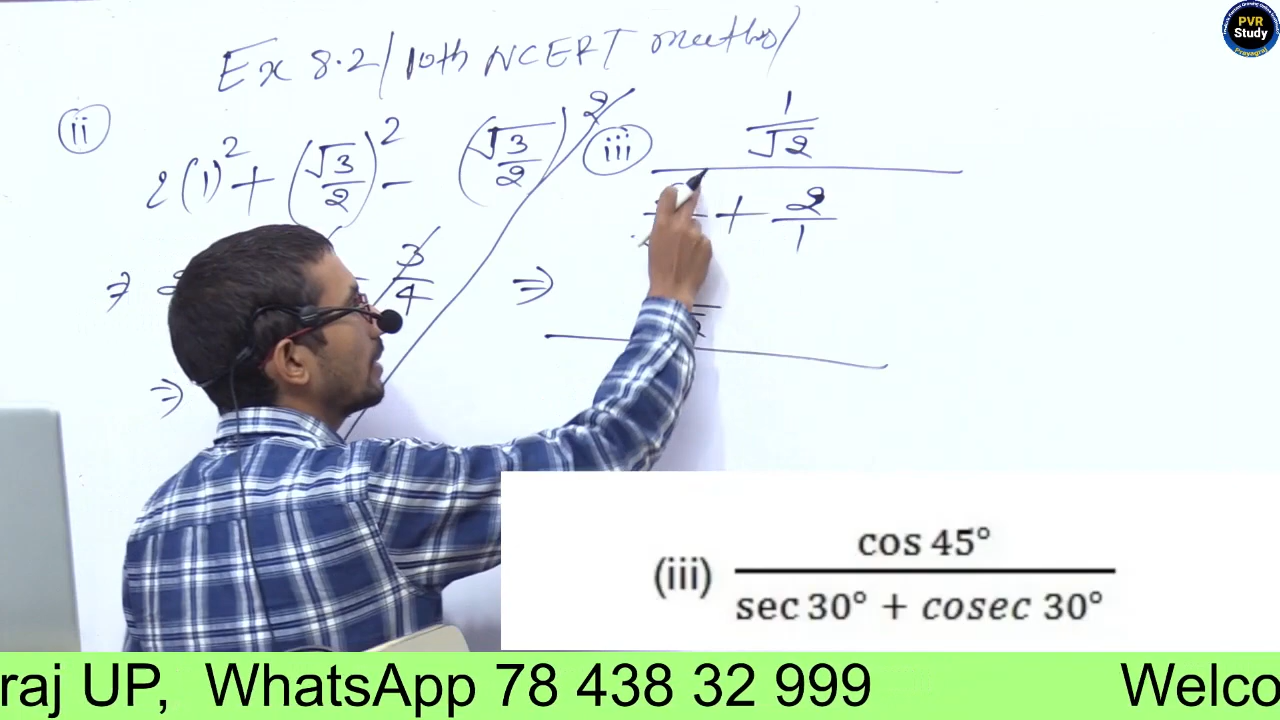 PVR
Study
Prayagraj
Ex 8.2/10th NCERT maths/
ii
2(1)² + (√3/2)² - (√3/2)²
⇒ 3/4
⇒
iii
1/√2
+ 2/1
⇒
(iii) cos 45°
sec 30° + cosec 30°
raj UP, WhatsApp 78 438 32 999 Welco